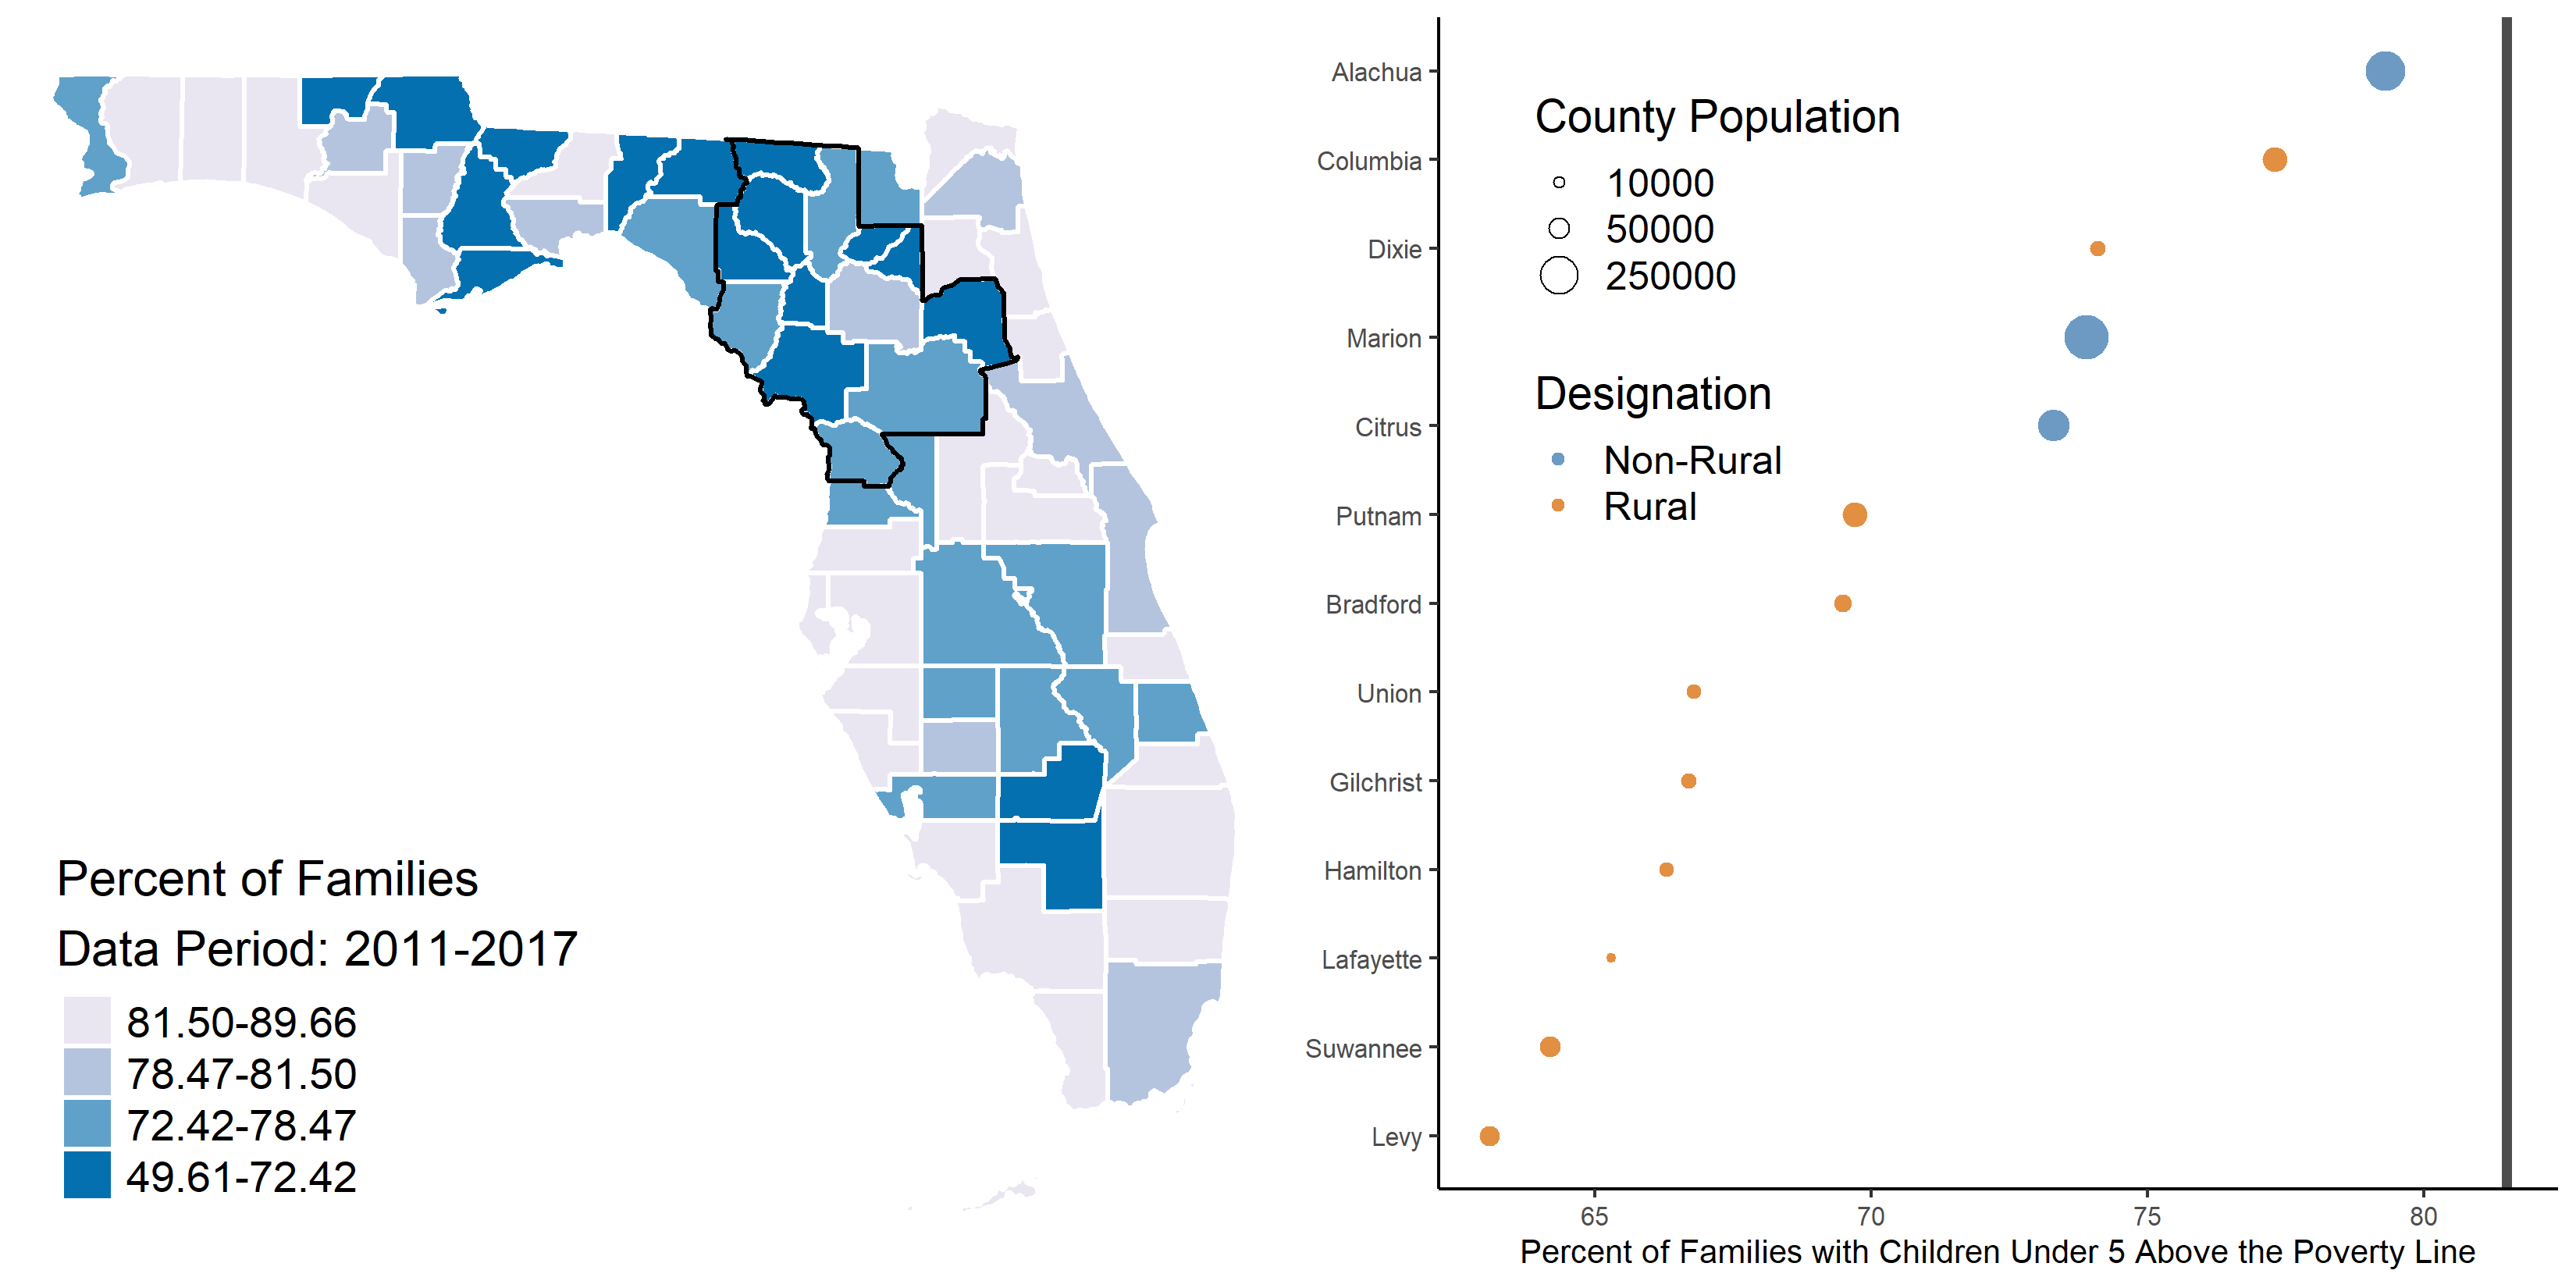 Percent of Families
Data Period: 2011-2017
81.50-89.66
78.47-81.50
72.42-78.47
49.61-72.42
Alachua
Columbia
Dixie
Marion
Citrus
Putnam
Bradford
Union
Gilchrist
Hamilton
Lafayette
Suwannee
Levy
County Population
10000
50000
250000
Designation
Non-Rural
Rural
65 70 75 80
Percent of Families with Children Under 5 Above the Poverty Line